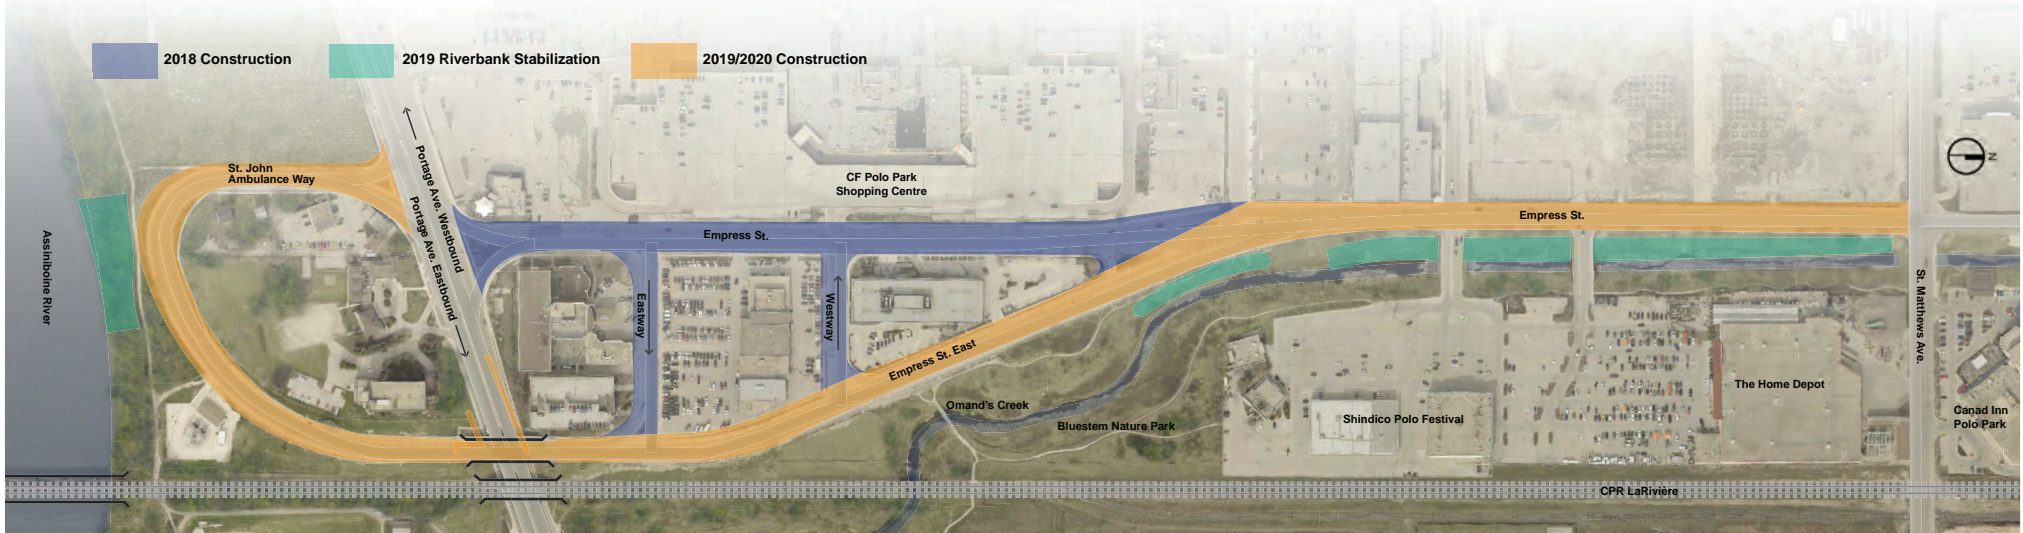 2018 Construction
2019 Riverbank Stabilization
2019/2020 Construction
St. John
Ambulance Way
Portage Ave. Westbound
Portage Ave. Eastbound
CF Polo Park
Shopping Centre
N
Empress St.
Empress St.
Assiniboine River
Eastway
Westway
St. Matthews Ave.
Empress St. East
The Home Depot
Omand's Creek
Bluestem Nature Park
Shindico Polo Festival
Canad Inn
Polo Park
CPR LaRivière